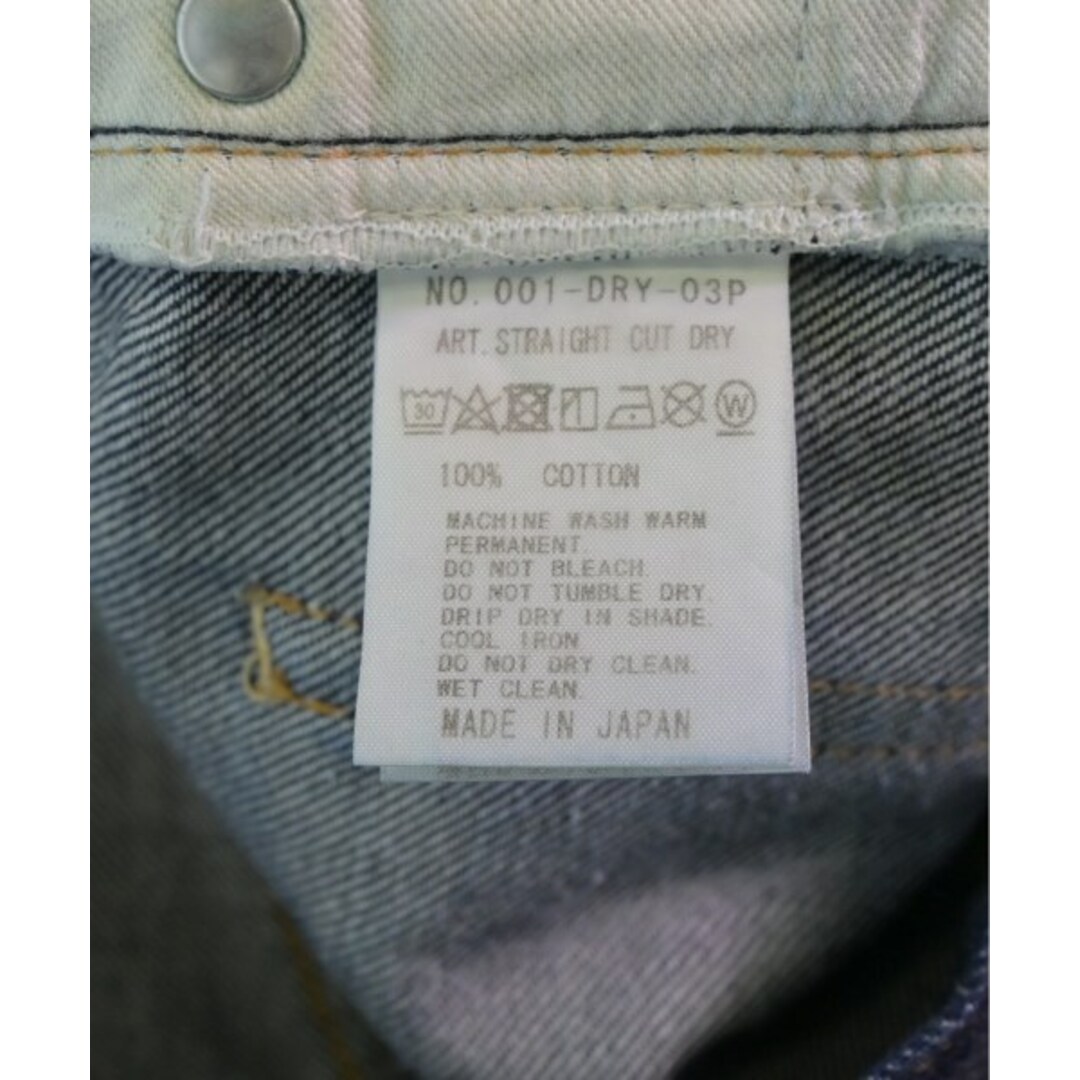 NO. 001-DRY-03P
ART. STRAIGHT CUT DRY
30 W
100% COTTON
MACHINE WASH WARM
PERMANENT.
DO NOT BLEACH.
DO NOT TUMBLE DRY.
DRIP DRY IN SHADE.
COOL IRON
DO NOT DRY CLEAN.
WET CLEAN.
MADE IN JAPAN